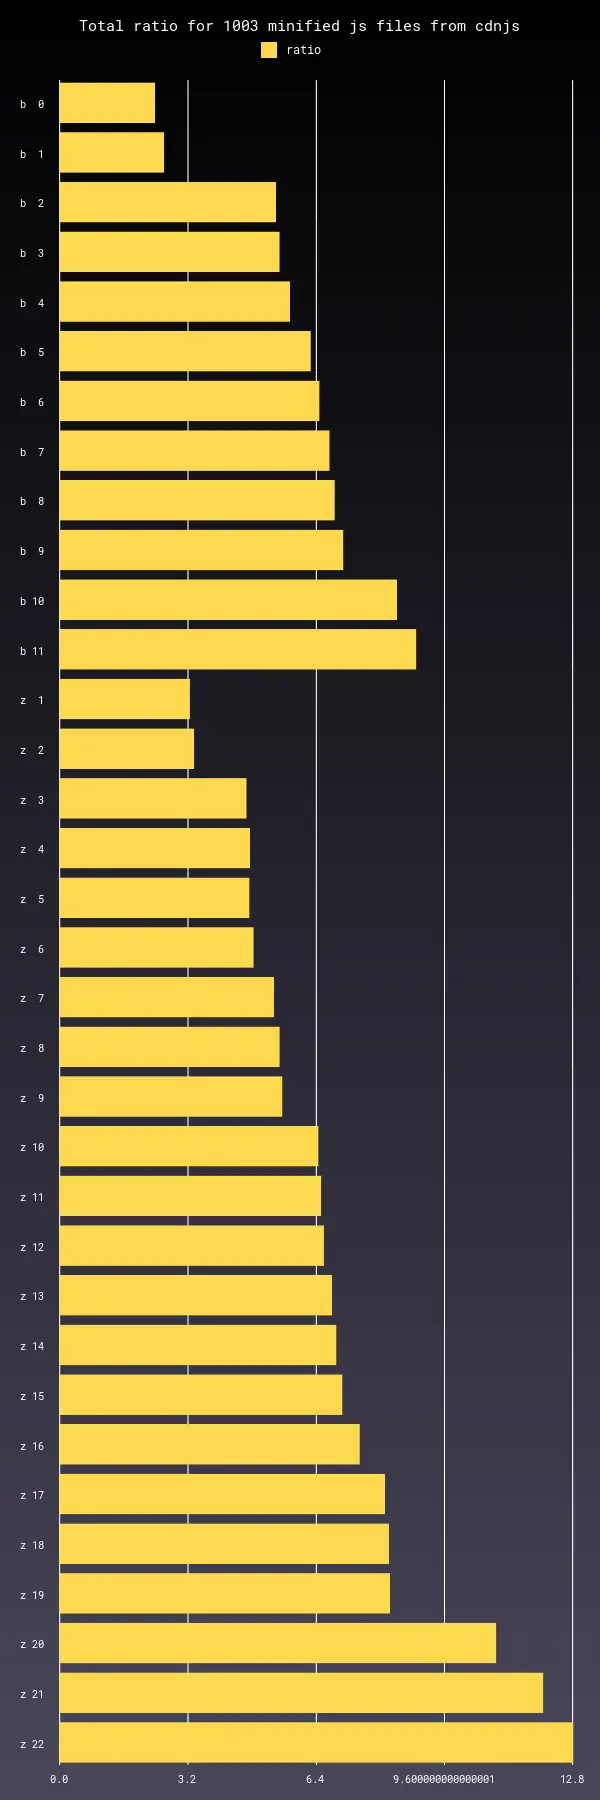 Total ratio for 1003 minified js files from cdnjs
ratio
b  0
b  1
b  2
b  3
b  4
b  5
b  6
b  7
b  8
b  9
b 10
b 11
z  1
z  2
z  3
z  4
z  5
z  6
z  7
z  8
z  9
z 10
z 11
z 12
z 13
z 14
z 15
z 16
z 17
z 18
z 19
z 20
z 21
z 22
0.0 3.2 6.4 9.600000000000001 12.8